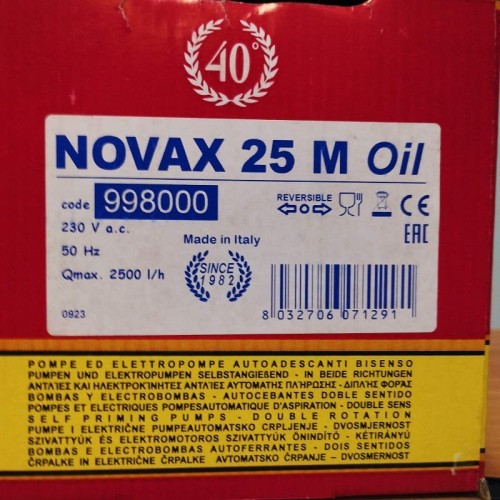 40°
NOVAX 25 M Oil
code 998000
REVERSIBLE
230 V a.c.
50 Hz
Qmax. 2500 l/h
Made in Italy
SINCE
1982
CE
EAC
0923
8 032706 071291
POMPE ED ELETTROPOMPE AUTOADESCANTI BISENSO
PUMPEN UND ELEKTROPUMPEN SELBSTANGIEBEND - IN BEIDE RICHTUNGEN
ΑΝΤΛΙΕΣ ΚΑΙ ΗΛΕΚΤΡΟΚΙΝΗΤΕΣ ΑΝΤΛΙΕΣ ΑΥΤΟΜΑΤΗΣ ΠΛΗΡΩΣΗΣ - ΔΙΠΛΗΣ ΦΟΡΑΣ
BOMBAS Y ELECTROBOMBAS - AUTOCEBANTES DOBLE SENTIDO
POMPES ET ELECTRIQUES POMPESAUTOMATIQUE D'ASPIRATION - DOUBLE SENS
SELF PRIMING PUMPS - DOUBLE ROTATION
PUMPE I ELEKTRIČNE PUMPEAUTOMATSKO CRPLJENJE - DVOSMJERNOST
SZIVATTYÚK ÉS ELEKTROMOTOROS SZIVATTYÚK ÖNINDÍTÓ - KÉTIRÁNYÚ
BOMBAS E ELECTROBOMBAS AUTOFERRANTES - DOIS SENTIDOS
ČRPALKE IN ELEKTRIČNE ČRPALKE AVTOMATSKO ČRPANJE – DVOSMERNOST